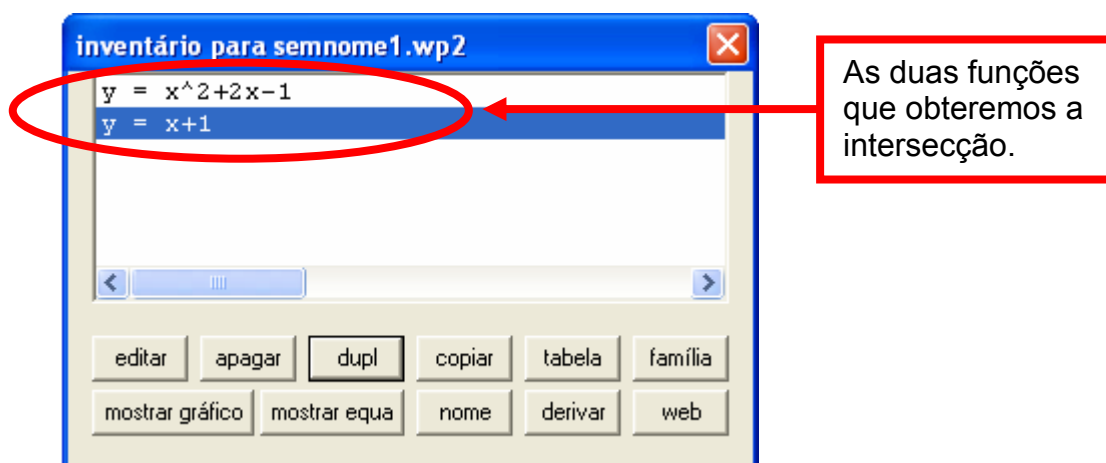 inventário para semnome1.wp2
y = x^2+2x-1
y = x+1
As duas funções
que obteremos a
intersecção.
editar apagar dupl copiar tabela família
mostrar gráfico mostrar equa nome derivar web